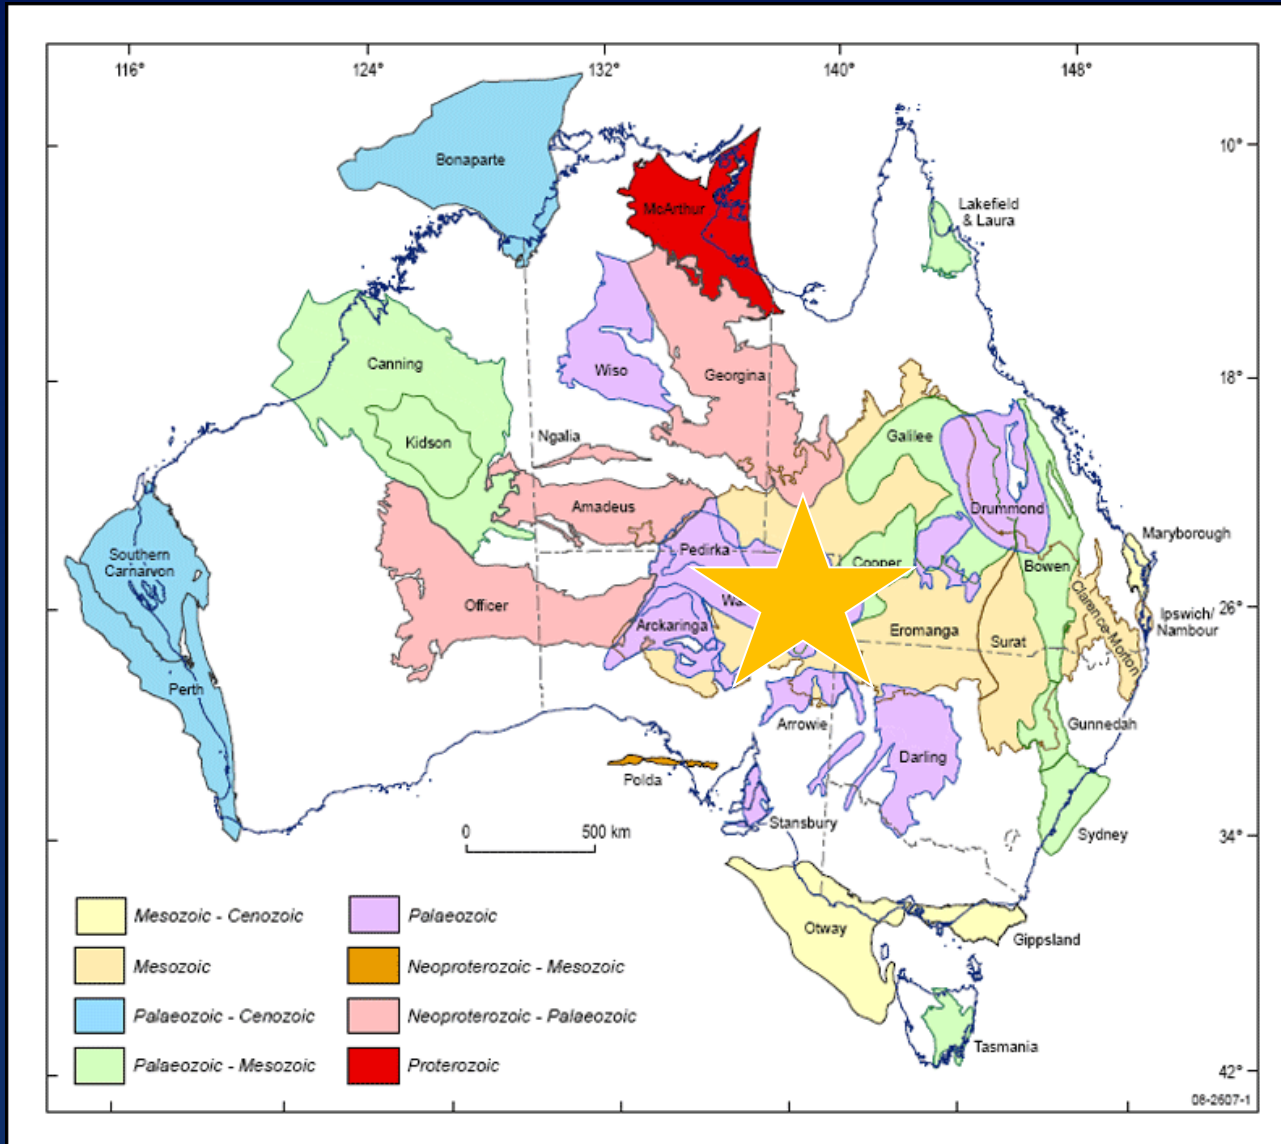 116° 124° 132° 140° 148°
10°
Bonaparte
McArthur
Lakefield
& Laura
Canning
Wiso
Georgina
18°
Kidson
Ngalia
Galilee
Amadeus
Drummond
Southern
Carnarvon
Pedirka
Cooper
Bowen
Maryborough
Officer
Wa
Arckaringa
Eromanga
Surat
Clarence Morton
26°
Ipswich/
Nambour
Perth
Arrowie
Darling
Gunnedah
Polda
Stansbury
0 500 km
Sydney
34°
Otway
Gippsland
Tasmania
42°
Mesozoic - Cenozoic
Mesozoic
Palaeozoic - Cenozoic
Palaeozoic - Mesozoic
Palaeozoic
Neoproterozoic - Mesozoic
Neoproterozoic - Palaeozoic
Proterozoic
08-2607-1